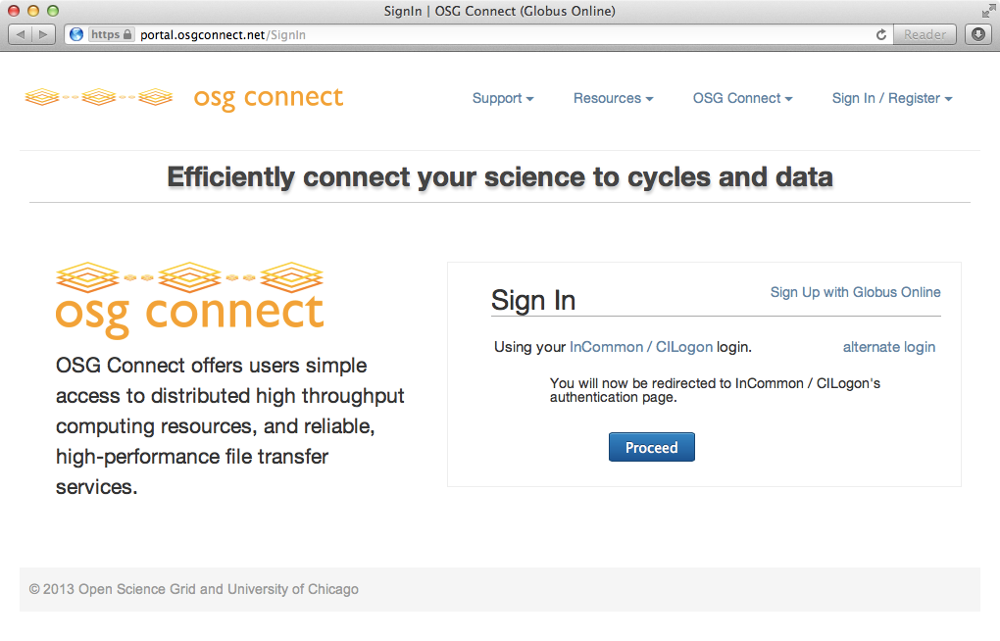 SignIn | OSG Connect (Globus Online)
https portal.osgconnect.net/SignIn Reader
osg connect Support Resources OSG Connect Sign In / Register
Efficiently connect your science to cycles and data
osg connect
OSG Connect offers users simple
access to distributed high throughput
computing resources, and reliable,
high-performance file transfer
services.
Sign In Sign Up with Globus Online
Using your InCommon / CILogon login. alternate login
You will now be redirected to InCommon / CILogon's
authentication page.
Proceed
© 2013 Open Science Grid and University of Chicago